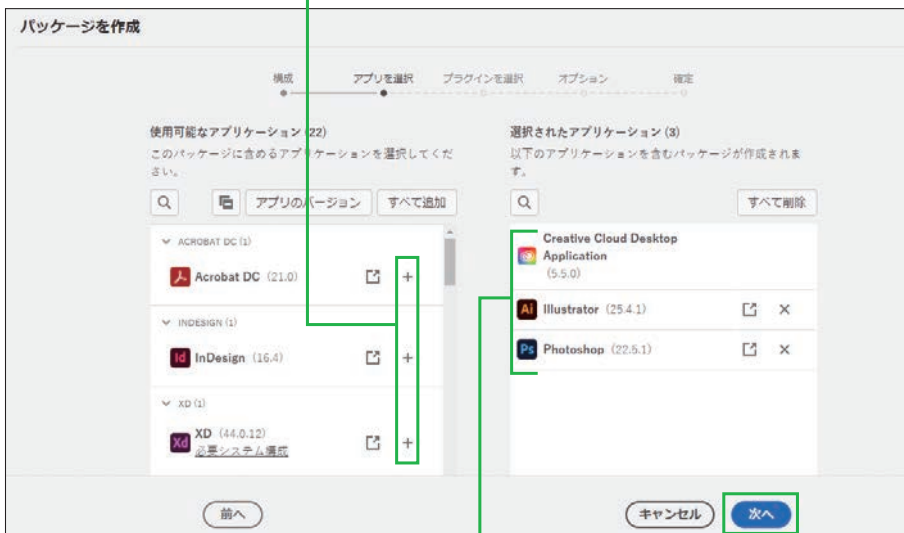 パッケージを作成
構成 アプリを選択 プラグインを選択 オプション 確定
使用可能なアプリケーション (22)
このパッケージに含めるアプリケーションを選択してくだ
さい。
アプリのバージョン すべて追加
ACROBAT DC (1)
Acrobat DC (21.0)
INDESIGN (1)
InDesign (16.4)
XD (1)
XD (44.0.12)
必要システム構成
選択されたアプリケーション (3)
以下のアプリケーションを含むパッケージが作成されま
す。
すべて削除
Creative Cloud Desktop
Application
(5.5.0)
Illustrator (25.4.1)
Photoshop (22.5.1)
前へ キャンセル 次へ